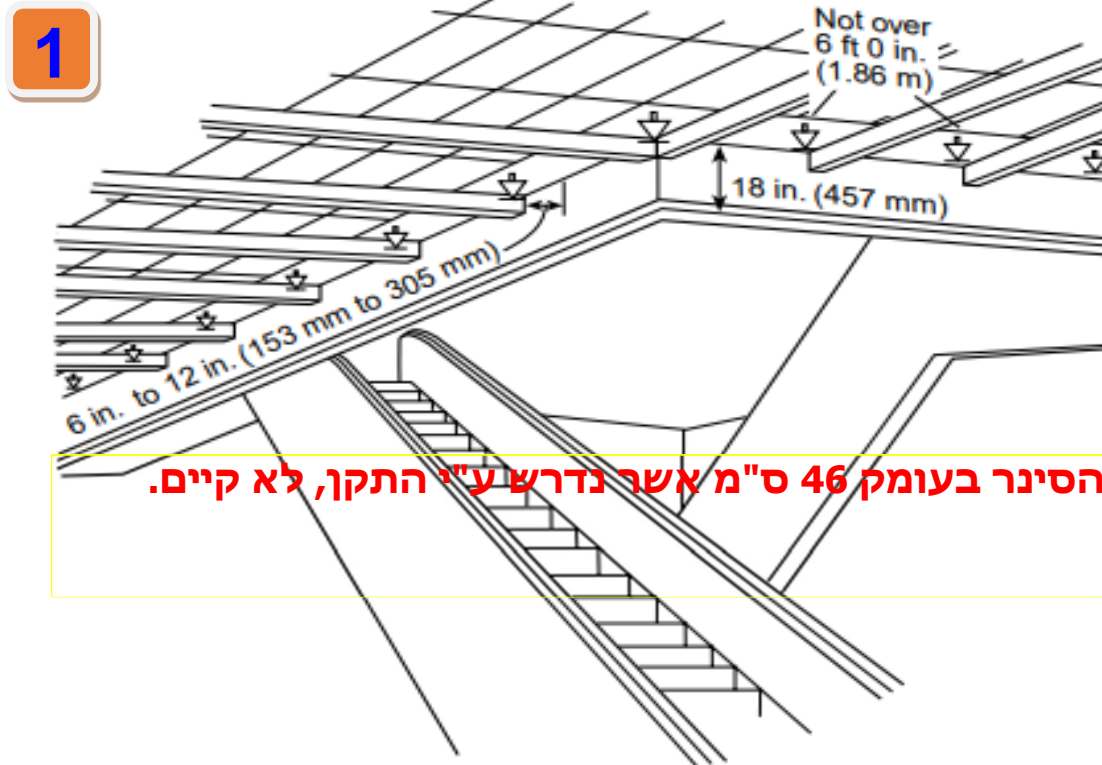 1
Not over
6 ft 0 in.
(1.86 m)
18 in. (457 mm)
6 in. to 12 in. (153 mm to 305 mm)
הסינר בעומק 46 ס"מ אשר נדרש ע"י התקן, לא קיים.